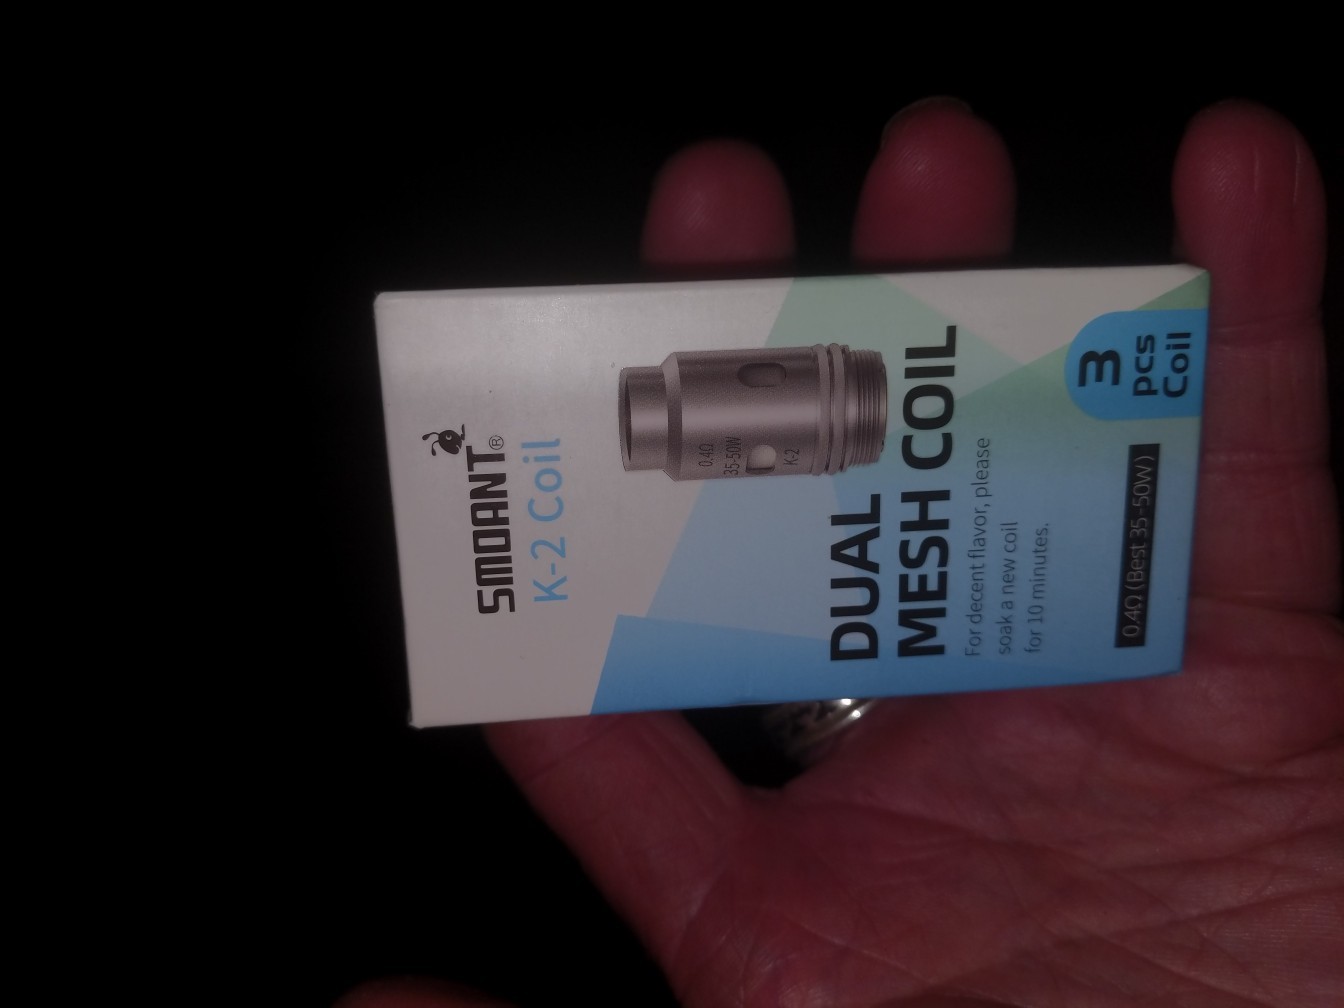 SMOANT®
K-2 Coil
0.4Ω
35-50W
K-2
DUAL
MESH COIL
For decent flavor, please
soak a new coil
for 10 minutes.
0.4Ω (Best 35-50W)
3
pcs
Coil